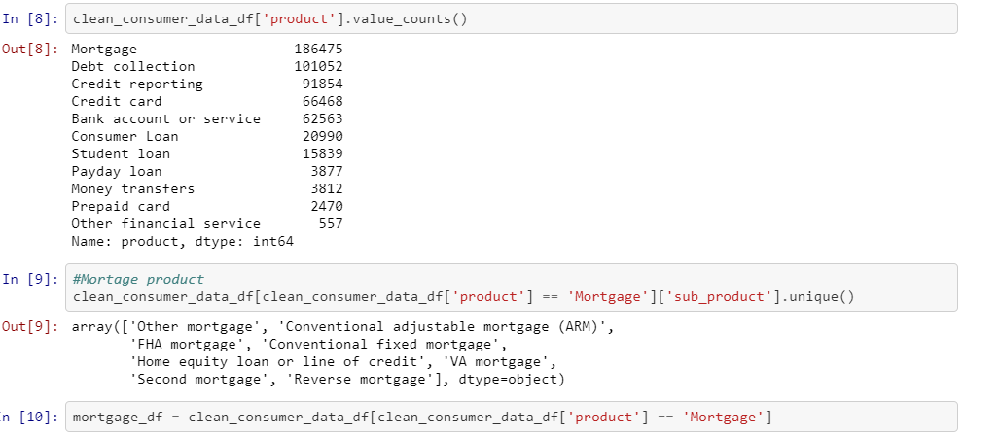 In [8]: clean_consumer_data_df['product'].value_counts()
Out[8]: Mortgage 186475
Debt collection 101052
Credit reporting 91854
Credit card 66468
Bank account or service 62563
Consumer Loan 20990
Student loan 15839
Payday loan 3877
Money transfers 3812
Prepaid card 2470
Other financial service 557
Name: product, dtype: int64
In [9]: #Mortage product
clean_consumer_data_df[clean_consumer_data_df['product'] == 'Mortgage']['sub_product'].unique()
Out[9]: array(['Other mortgage', 'Conventional adjustable mortgage (ARM)',
'FHA mortgage', 'Conventional fixed mortgage',
'Home equity loan or line of credit', 'VA mortgage',
'Second mortgage', 'Reverse mortgage'], dtype=object)
In [10]: mortgage_df = clean_consumer_data_df[clean_consumer_data_df['product'] == 'Mortgage']